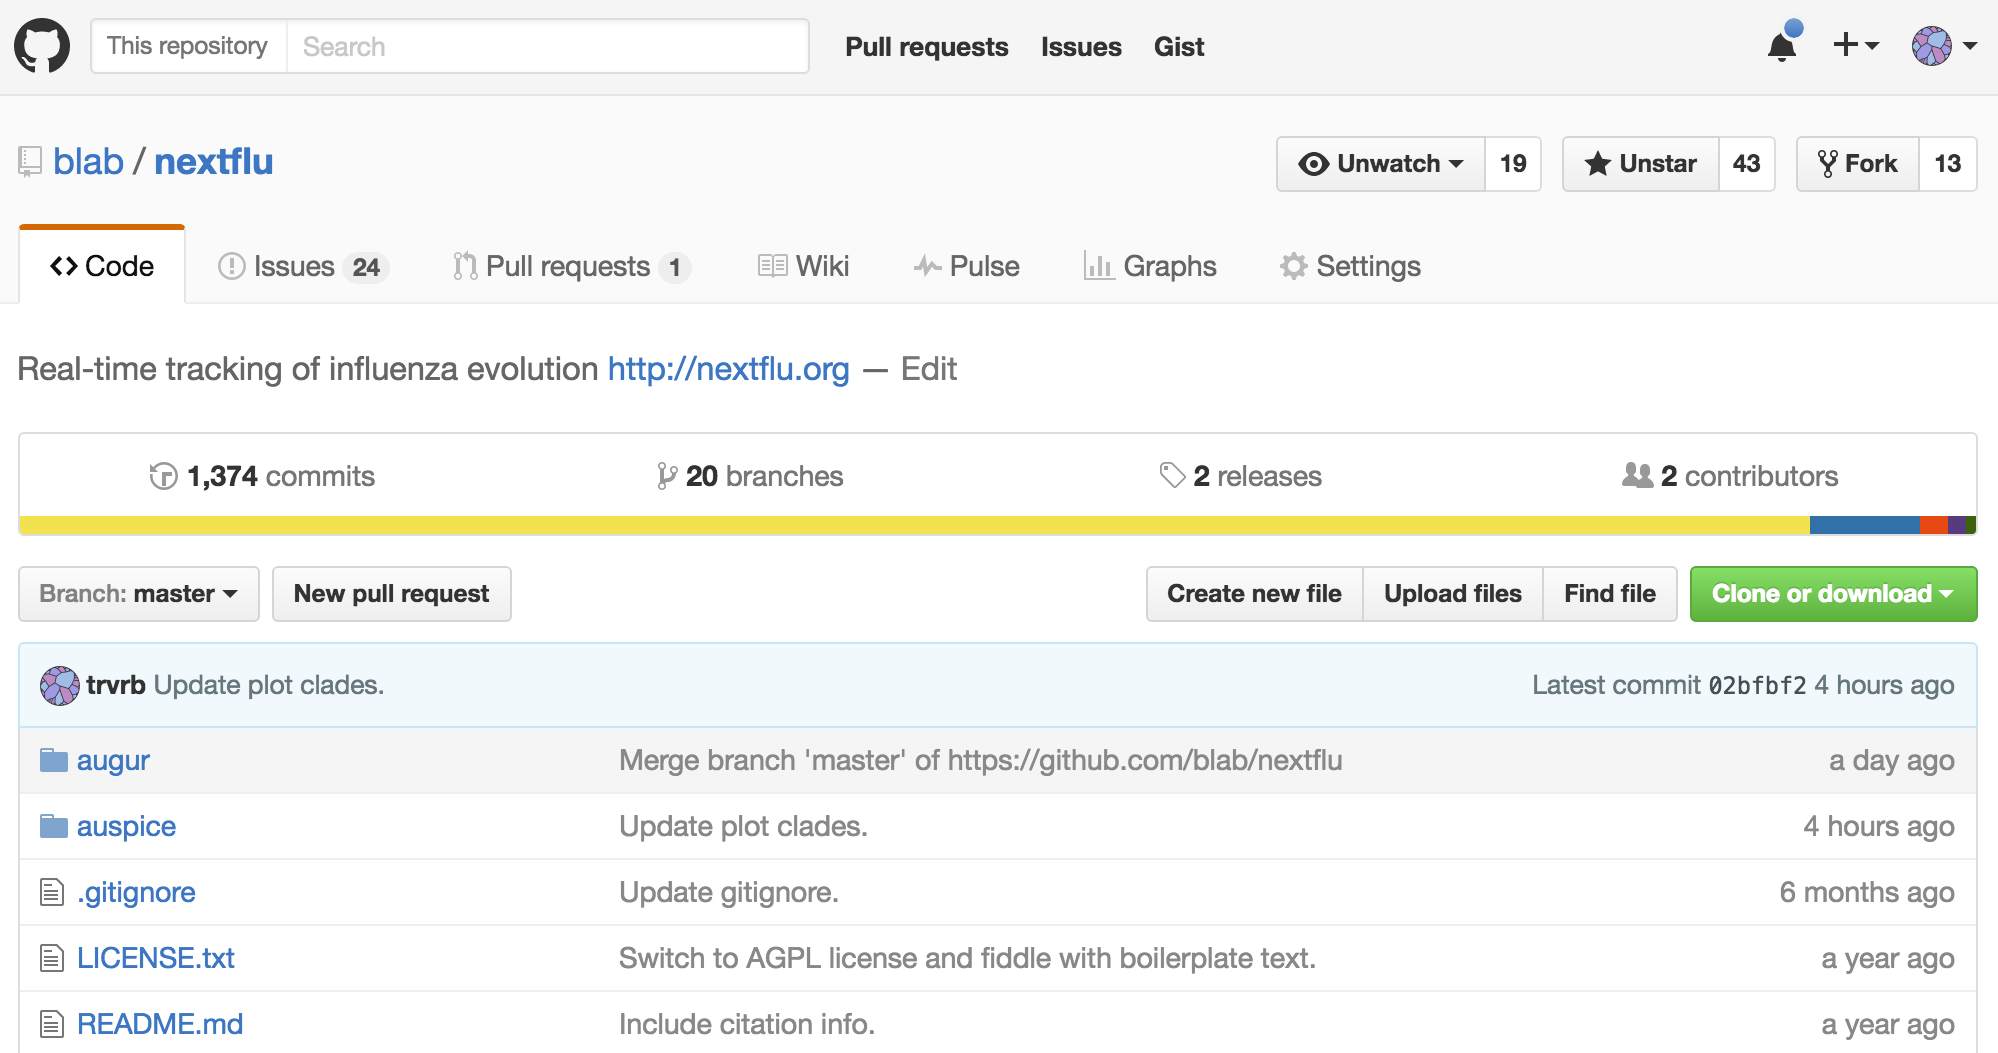 This repository Search Pull requests Issues Gist
blab / nextflu Unwatch 19 Unstar 43 Fork 13
Code Issues 24 Pull requests 1 Wiki Pulse Graphs Settings
Real-time tracking of influenza evolution http://nextflu.org — Edit
1,374 commits 20 branches 2 releases 2 contributors
Branch: master New pull request Create new file Upload files Find file Clone or download
trvrb Update plot clades. Latest commit 02bfbf2 4 hours ago
augur Merge branch 'master' of https://github.com/blab/nextflu a day ago
auspice Update plot clades. 4 hours ago
.gitignore Update gitignore. 6 months ago
LICENSE.txt Switch to AGPL license and fiddle with boilerplate text. a year ago
README.md Include citation info. a year ago